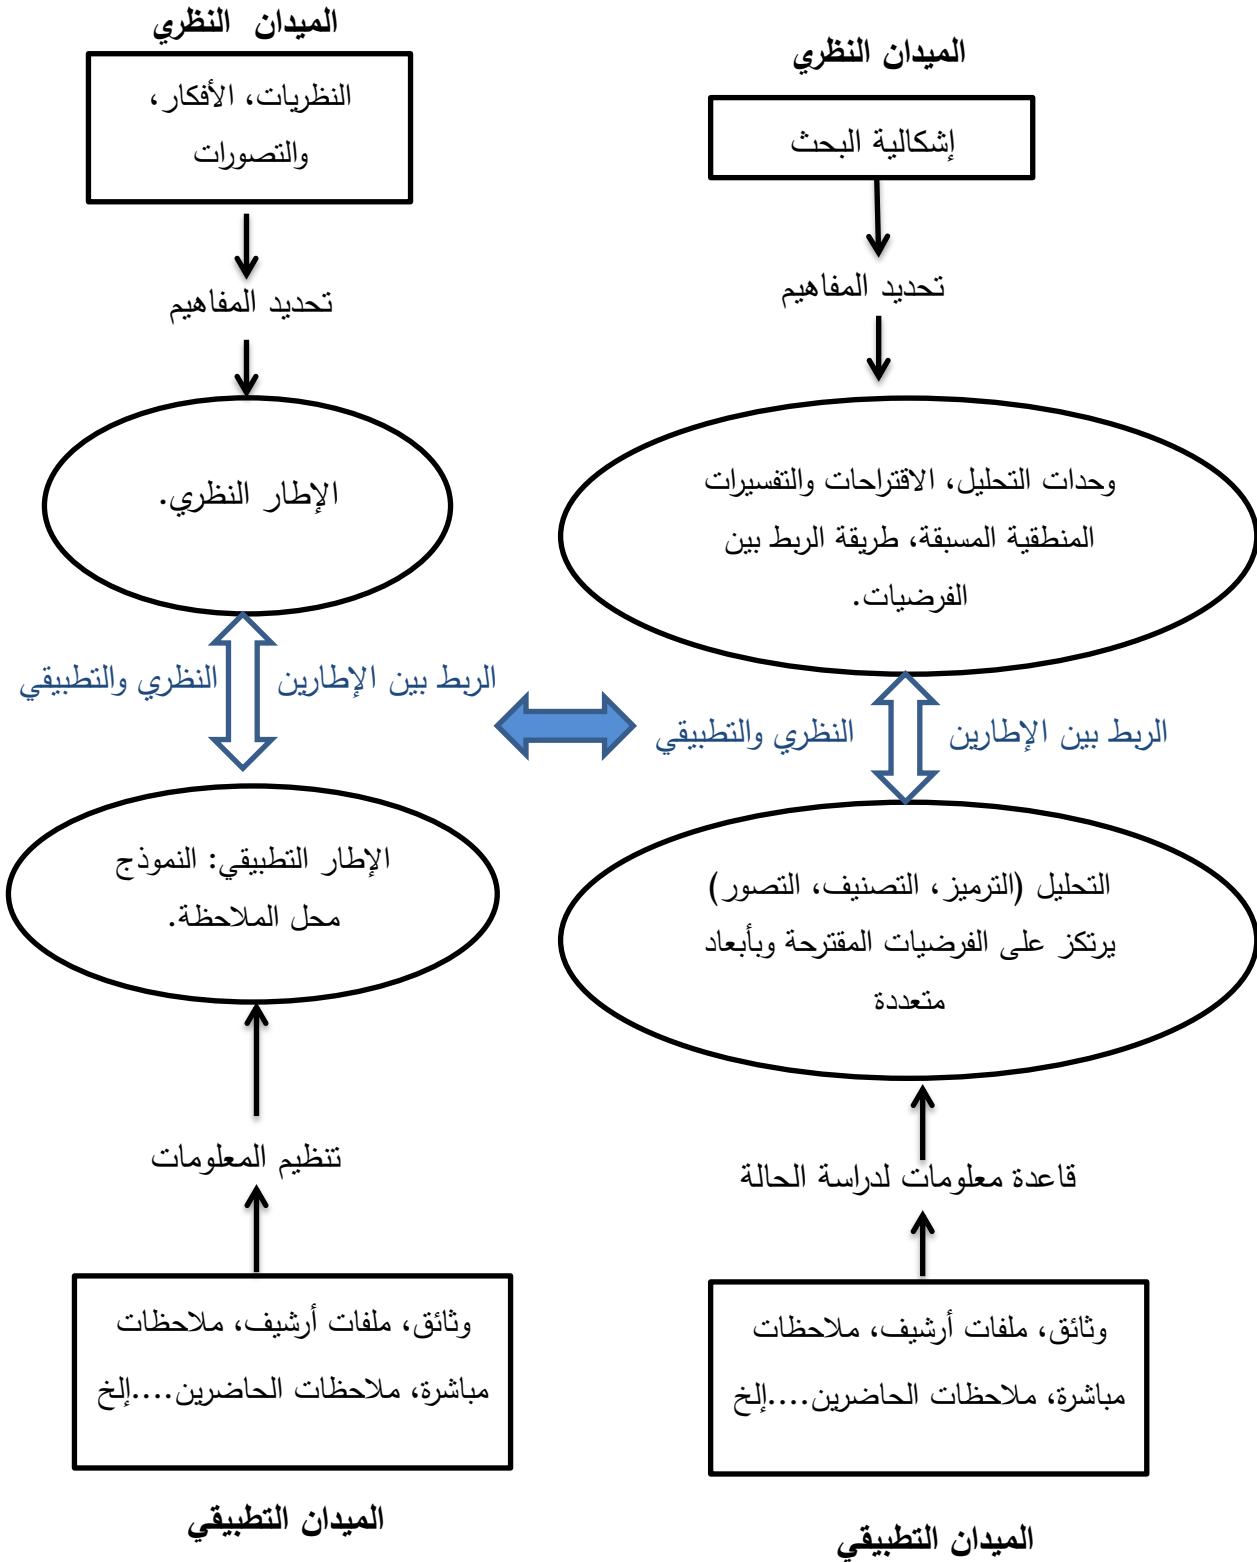 الميدان النظري
إشكالية البحث
تحديد المفاهيم
وحدات التحليل، الاقتراحات والتفسيرات
المنطقية المسبقة، طريقة الربط بين
الفرضيات.
الربط بين الإطارين النظري والتطبيقي
التحليل (الترميز، التصنيف، التصور)
يرتكز على الفرضيات المقترحة وبأبعاد
متعددة
قاعدة معلومات لدراسة الحالة
وثائق، ملفات أرشيف، ملاحظات
مباشرة، ملاحظات الحاضرين....إلخ
الميدان التطبيقي
الميدان النظري
النظريات، الأفكار،
والتصورات
تحديد المفاهيم
الإطار النظري.
الربط بين الإطارين النظري والتطبيقي
الإطار التطبيقي: النموذج
محل الملاحظة.
تنظيم المعلومات
وثائق، ملفات أرشيف، ملاحظات
مباشرة، ملاحظات الحاضرين....إلخ
الميدان التطبيقي